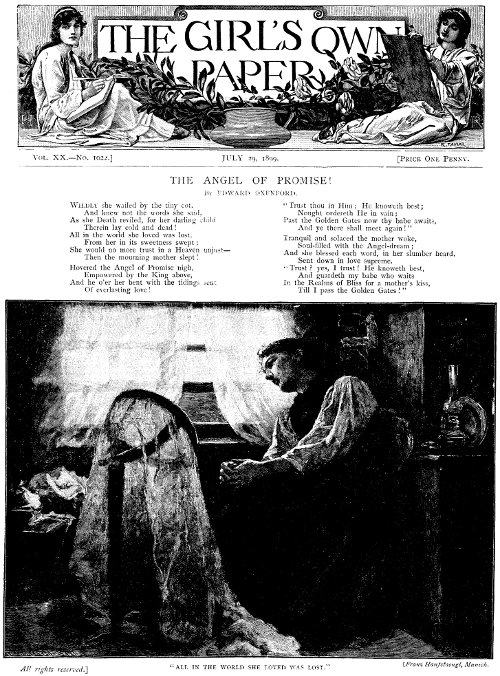 THE GIRL'S OWN
PAPER
R. TAYLOR.
VOL. XX.—NO. 1022.]
JULY 29, 1899.
[PRICE ONE PENNY.
THE ANGEL OF PROMISE!
BY EDWARD OXENFORD.
WILDLY she wailed by the tiny cot,
And knew not the words she said,
As she Death reviled, for her darling child
Therein lay cold and dead!
All in the world she loved was lost,
From her in its sweetness swept;
She would no more trust in a Heaven unjust—
Then the mourning mother slept!
Hovered the Angel of Promise nigh,
Empowered by the King above,
And he o'er her bent with the tidings sent
Of everlasting love!
"Trust thou in Him: He knoweth best;
Nought ordereth He in vain;
Past the Golden Gates now thy babe awaits,
And ye there shall meet again!"
Tranquil and solaced the mother woke,
Soul-filled with the Angel-dream;
And she blessed each word, in her slumber heard,
Sent down in love supreme.
"Trust? yes, I trust! He knoweth best,
And guardeth my babe who waits
In the Realms of Bliss for a mother's kiss,
Till I pass the Golden Gates!"
All rights reserved.]
"ALL IN THE WORLD SHE LOVED WAS LOST."
[From Hanfstaengl, Munich.